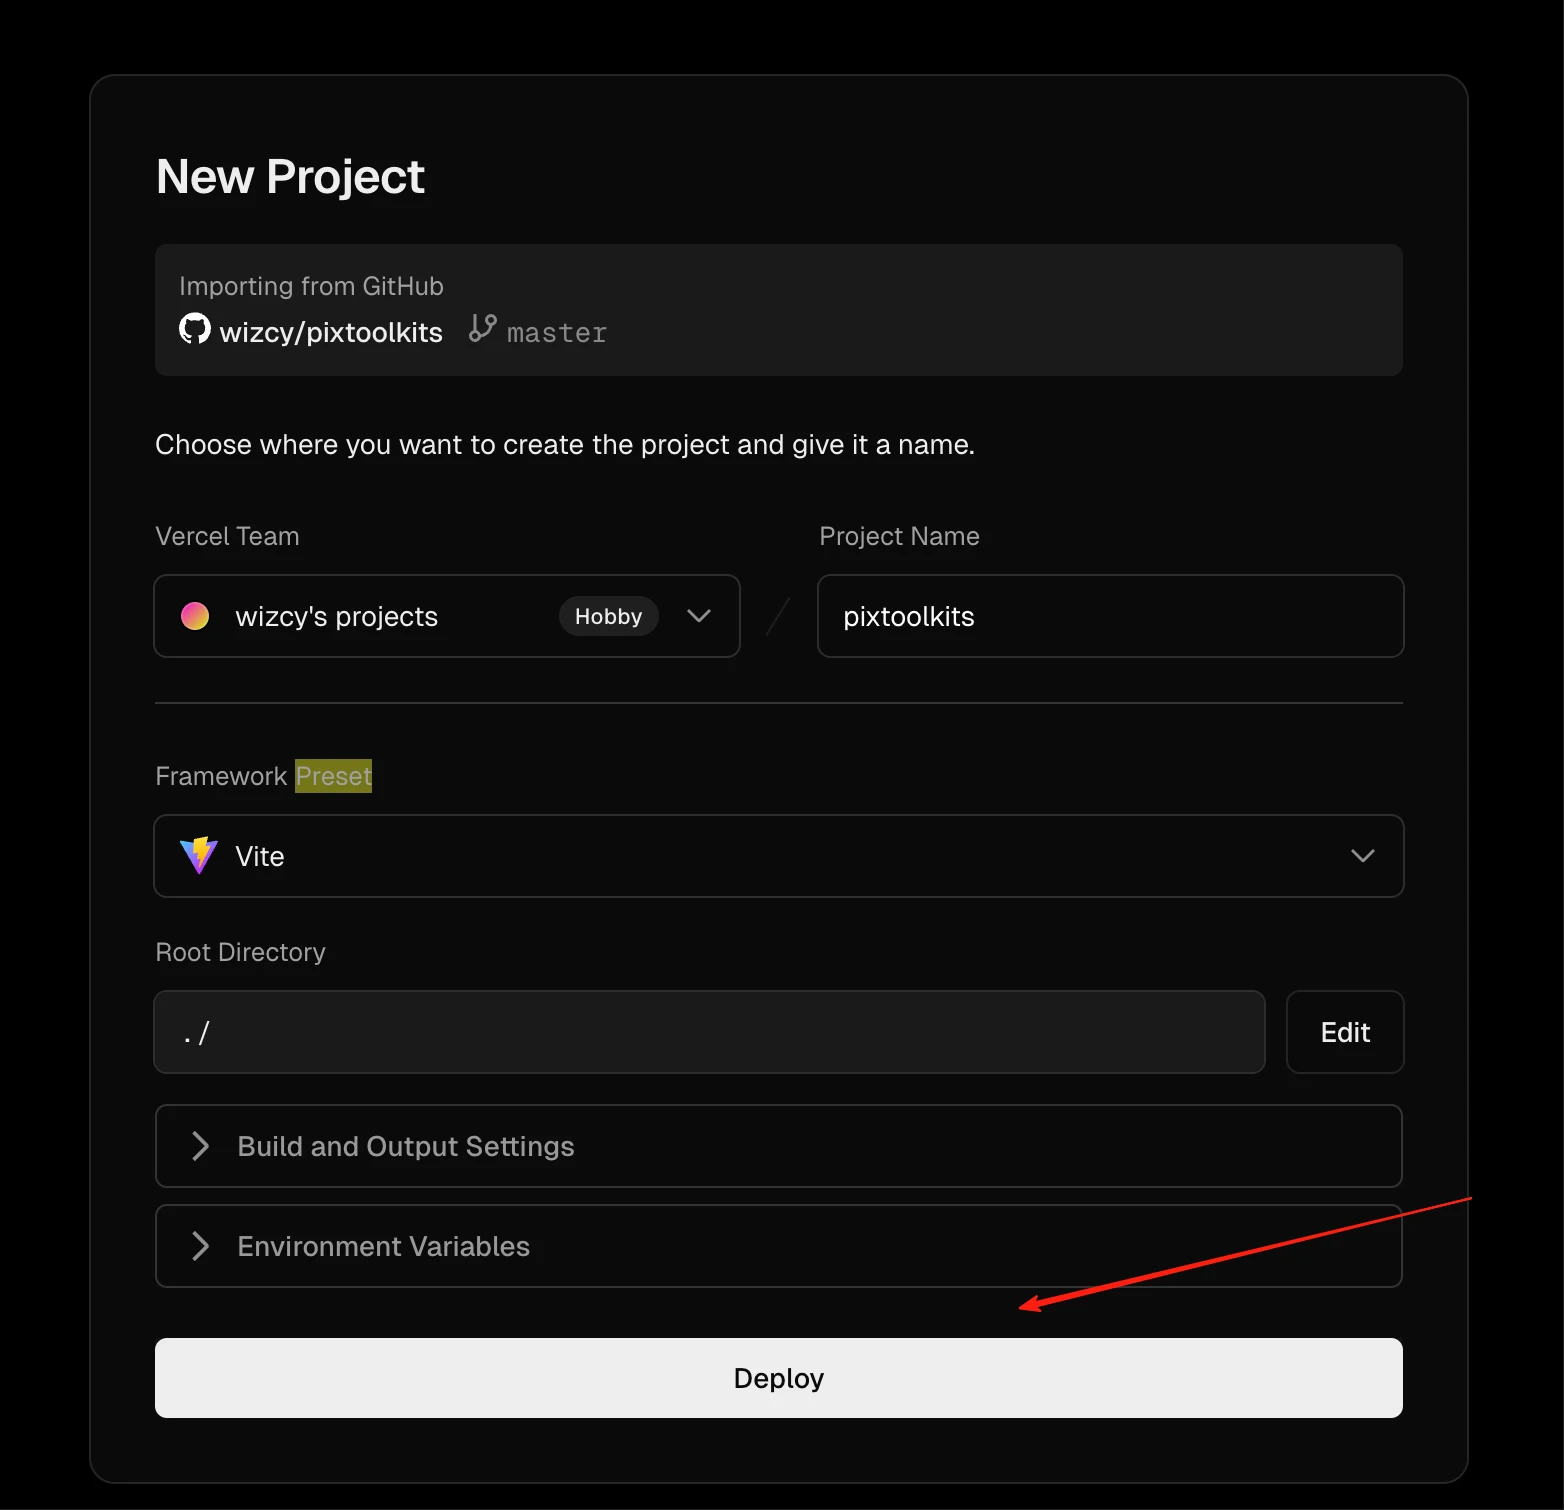 New Project
Importing from GitHub
wizcy/pixtoolkits master
Choose where you want to create the project and give it a name.
Vercel Team
Project Name
wizcy's projects Hobby
pixtoolkits
Framework Preset
Vite
Root Directory
./
Edit
Build and Output Settings
Environment Variables
Deploy